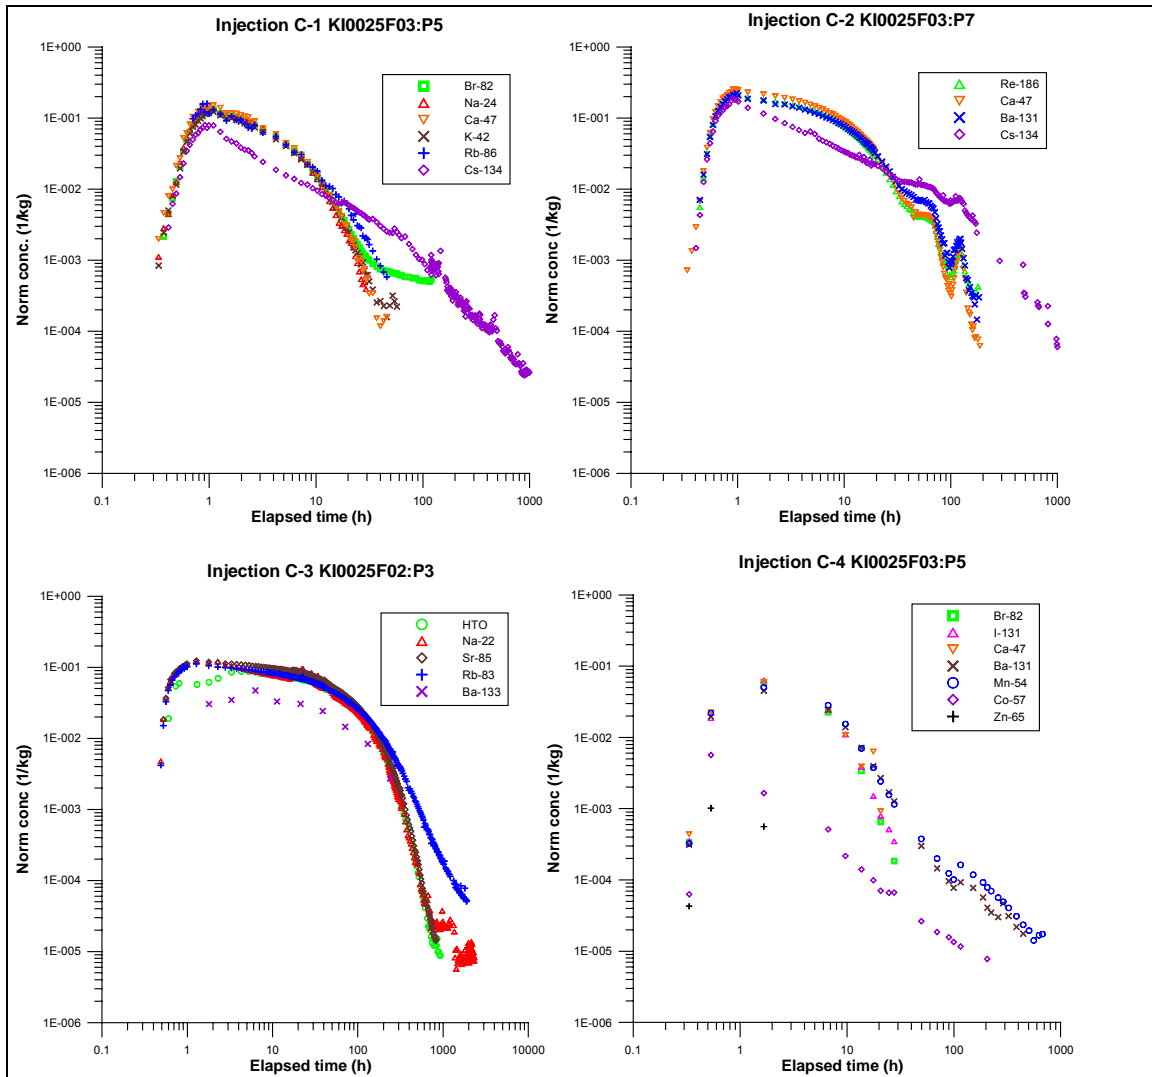 Injection C-1 KI0025F03:P5
1E+000
1E-001
1E-002
1E-003
1E-004
1E-005
1E-006
Norm conc. (1/kg)
0.1
1
10
100
1000
Elapsed time (h)
Br-82
Na-24
Ca-47
K-42
Rb-86
Cs-134
Injection C-2 KI0025F03:P7
1E+000
1E-001
1E-002
1E-003
1E-004
1E-005
1E-006
Norm conc. (1/kg)
0.1
1
10
100
1000
Elapsed time (h)
Re-186
Ca-47
Ba-131
Cs-134
Injection C-3 KI0025F02:P3
1E+000
1E-001
1E-002
1E-003
1E-004
1E-005
1E-006
Norm conc (1/kg)
0.1
1
10
100
1000
10000
Elapsed time (h)
HTO
Na-22
Sr-85
Rb-83
Ba-133
Injection C-4 KI0025F03:P5
1E+000
1E-001
1E-002
1E-003
1E-004
1E-005
1E-006
Norm conc (1/kg)
0.1
1
10
100
1000
Elapsed time (h)
Br-82
I-131
Ca-47
Ba-131
Mn-54
Co-57
Zn-65